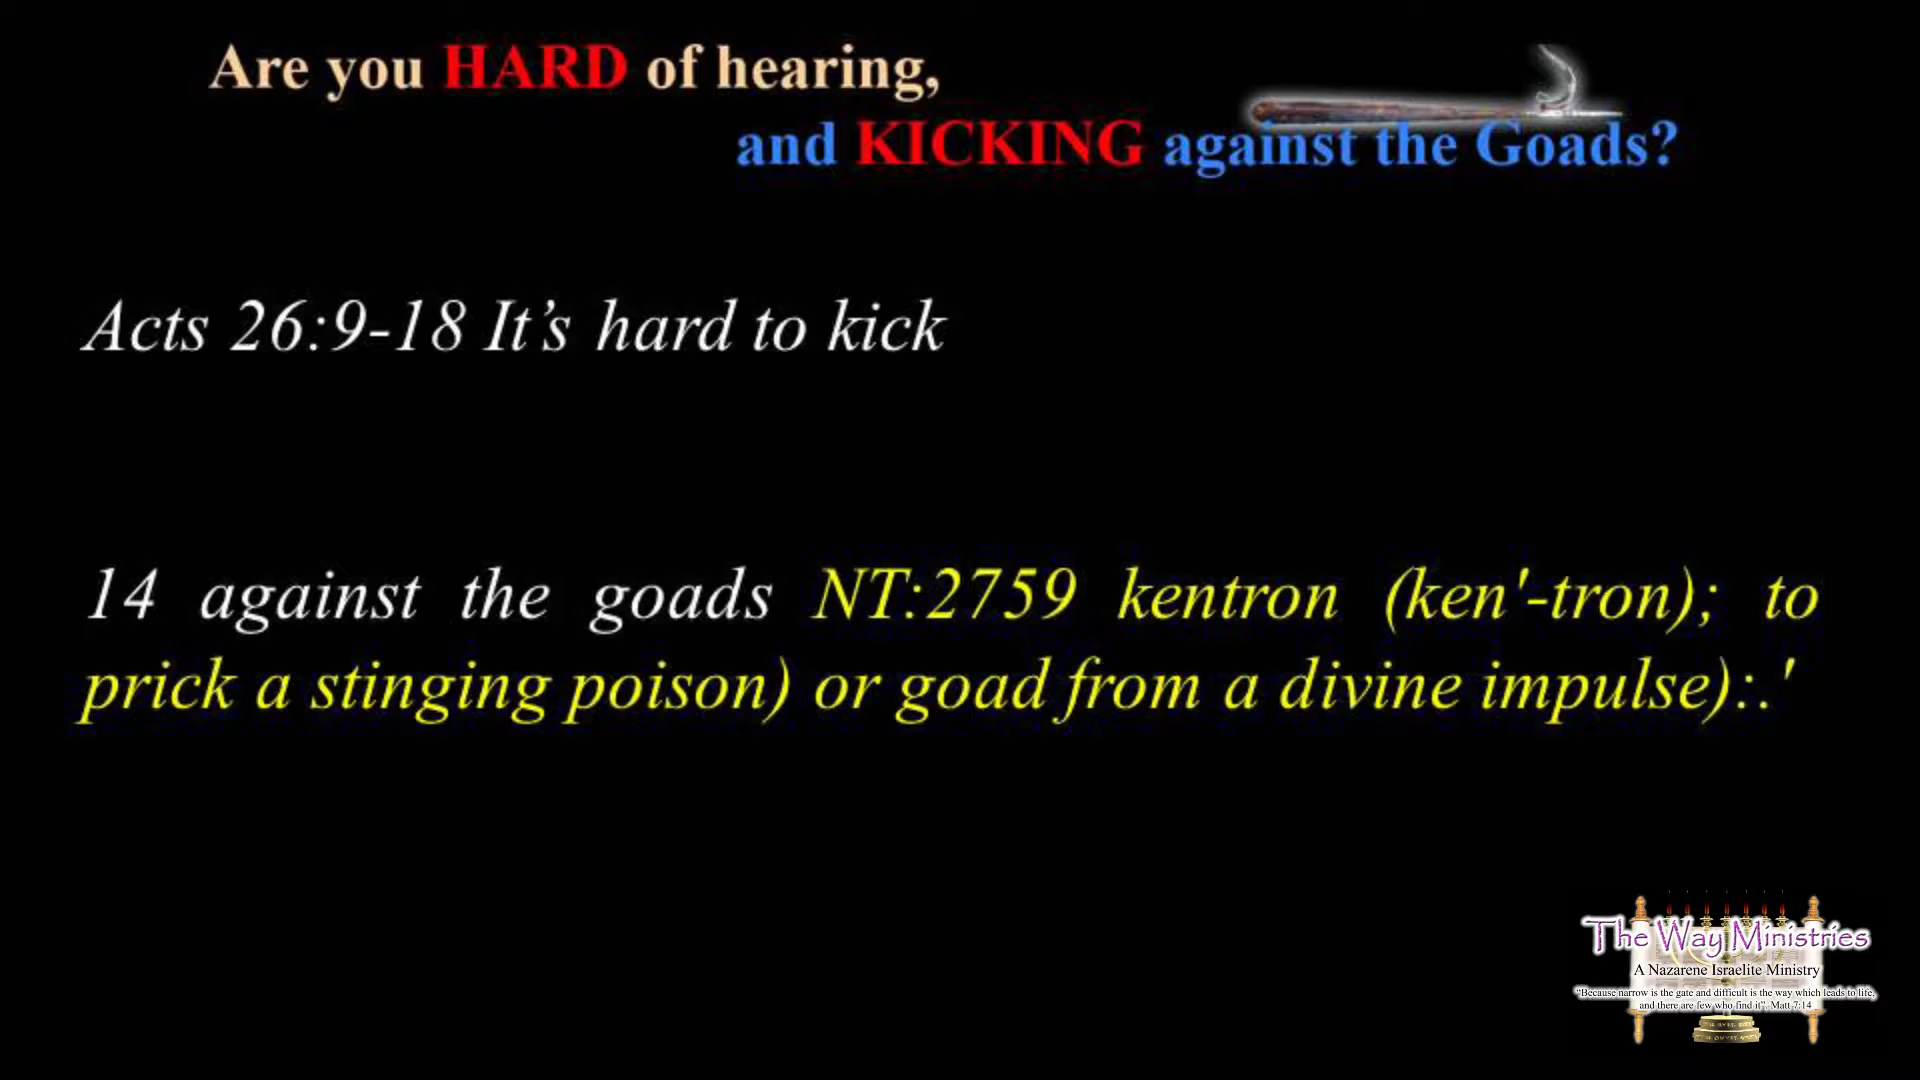 Are you HARD of hearing,
and KICKING against the Goads?
Acts 26:9-18 It’s hard to kick
14 against the goads NT:2759 kentron (ken'-tron); to
prick a stinging poison) or goad from a divine impulse):.'
The Way Ministries
A Nazarene Israelite Ministry
"Because narrow is the gate and difficult is the way which leads to life,
and there are few who find it". Matt 7:14